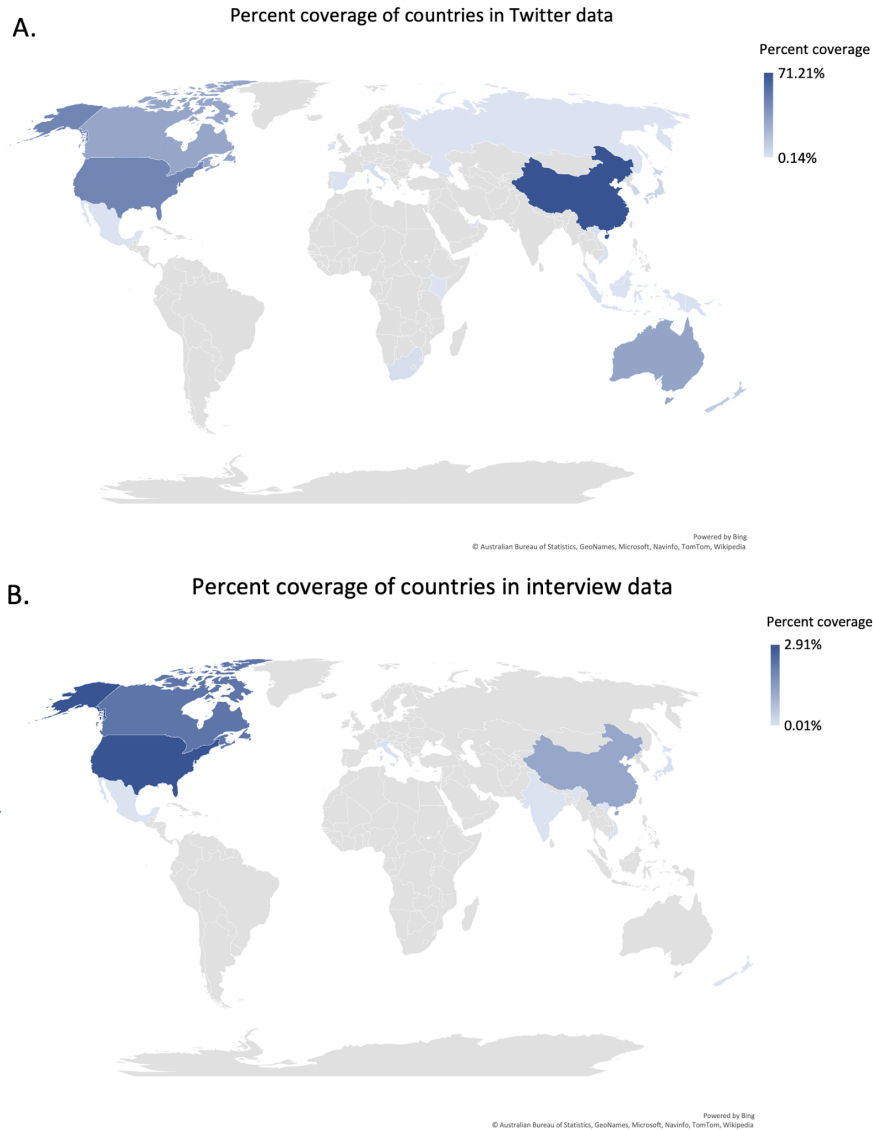 A.
Percent coverage of countries in Twitter data
Percent coverage
71.21%
0.14%
Powered by Bing
© Australian Bureau of Statistics, GeoNames, Microsoft, Navinfo, TomTom, Wikipedia
B.
Percent coverage of countries in interview data
Percent coverage
2.91%
0.01%
Powered by Bing
© Australian Bureau of Statistics, GeoNames, Microsoft, Navinfo, TomTom, Wikipedia